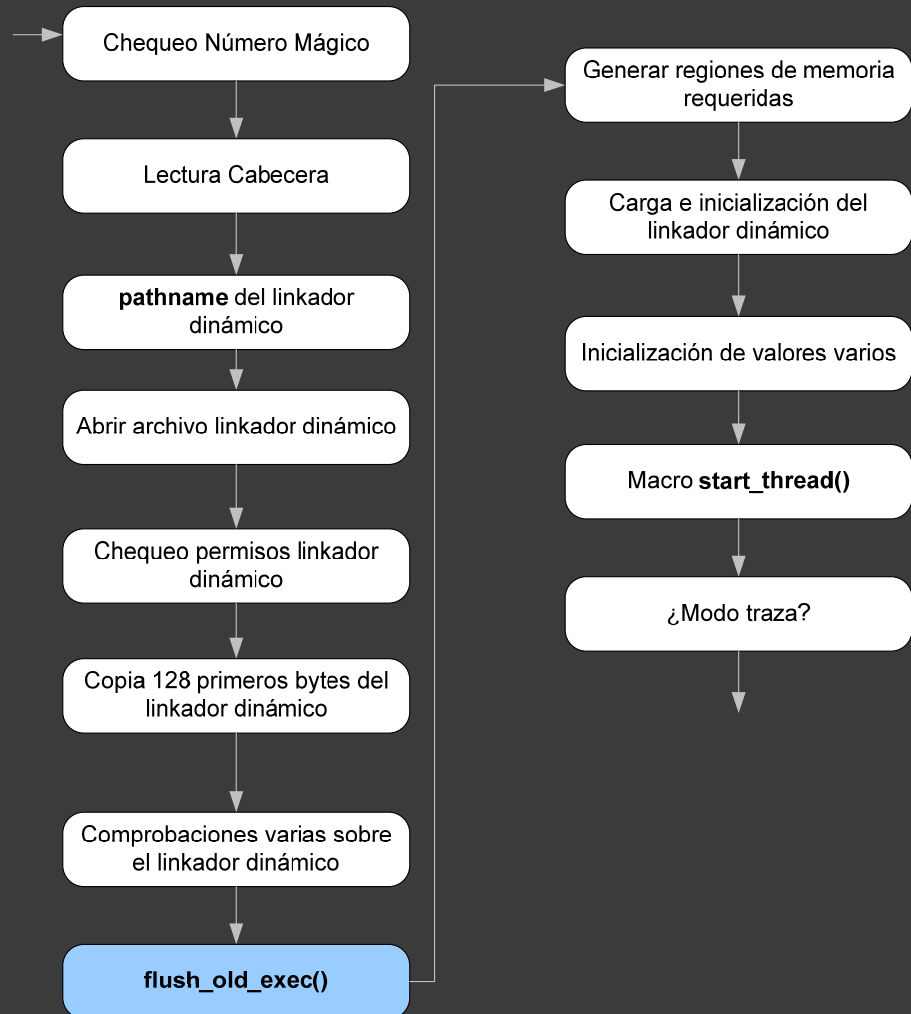 Chequeo Número Mágico
Lectura Cabecera
pathname del linkador
dinámico
Abrir archivo linkador dinámico
Chequeo permisos linkador
dinámico
Copia 128 primeros bytes del
linkador dinámico
Comprobaciones varias sobre
el linkador dinámico
flush_old_exec()
Generar regiones de memoria
requeridas
Carga e inicialización del
linkador dinámico
Inicialización de valores varios
Macro start_thread()
¿Modo traza?